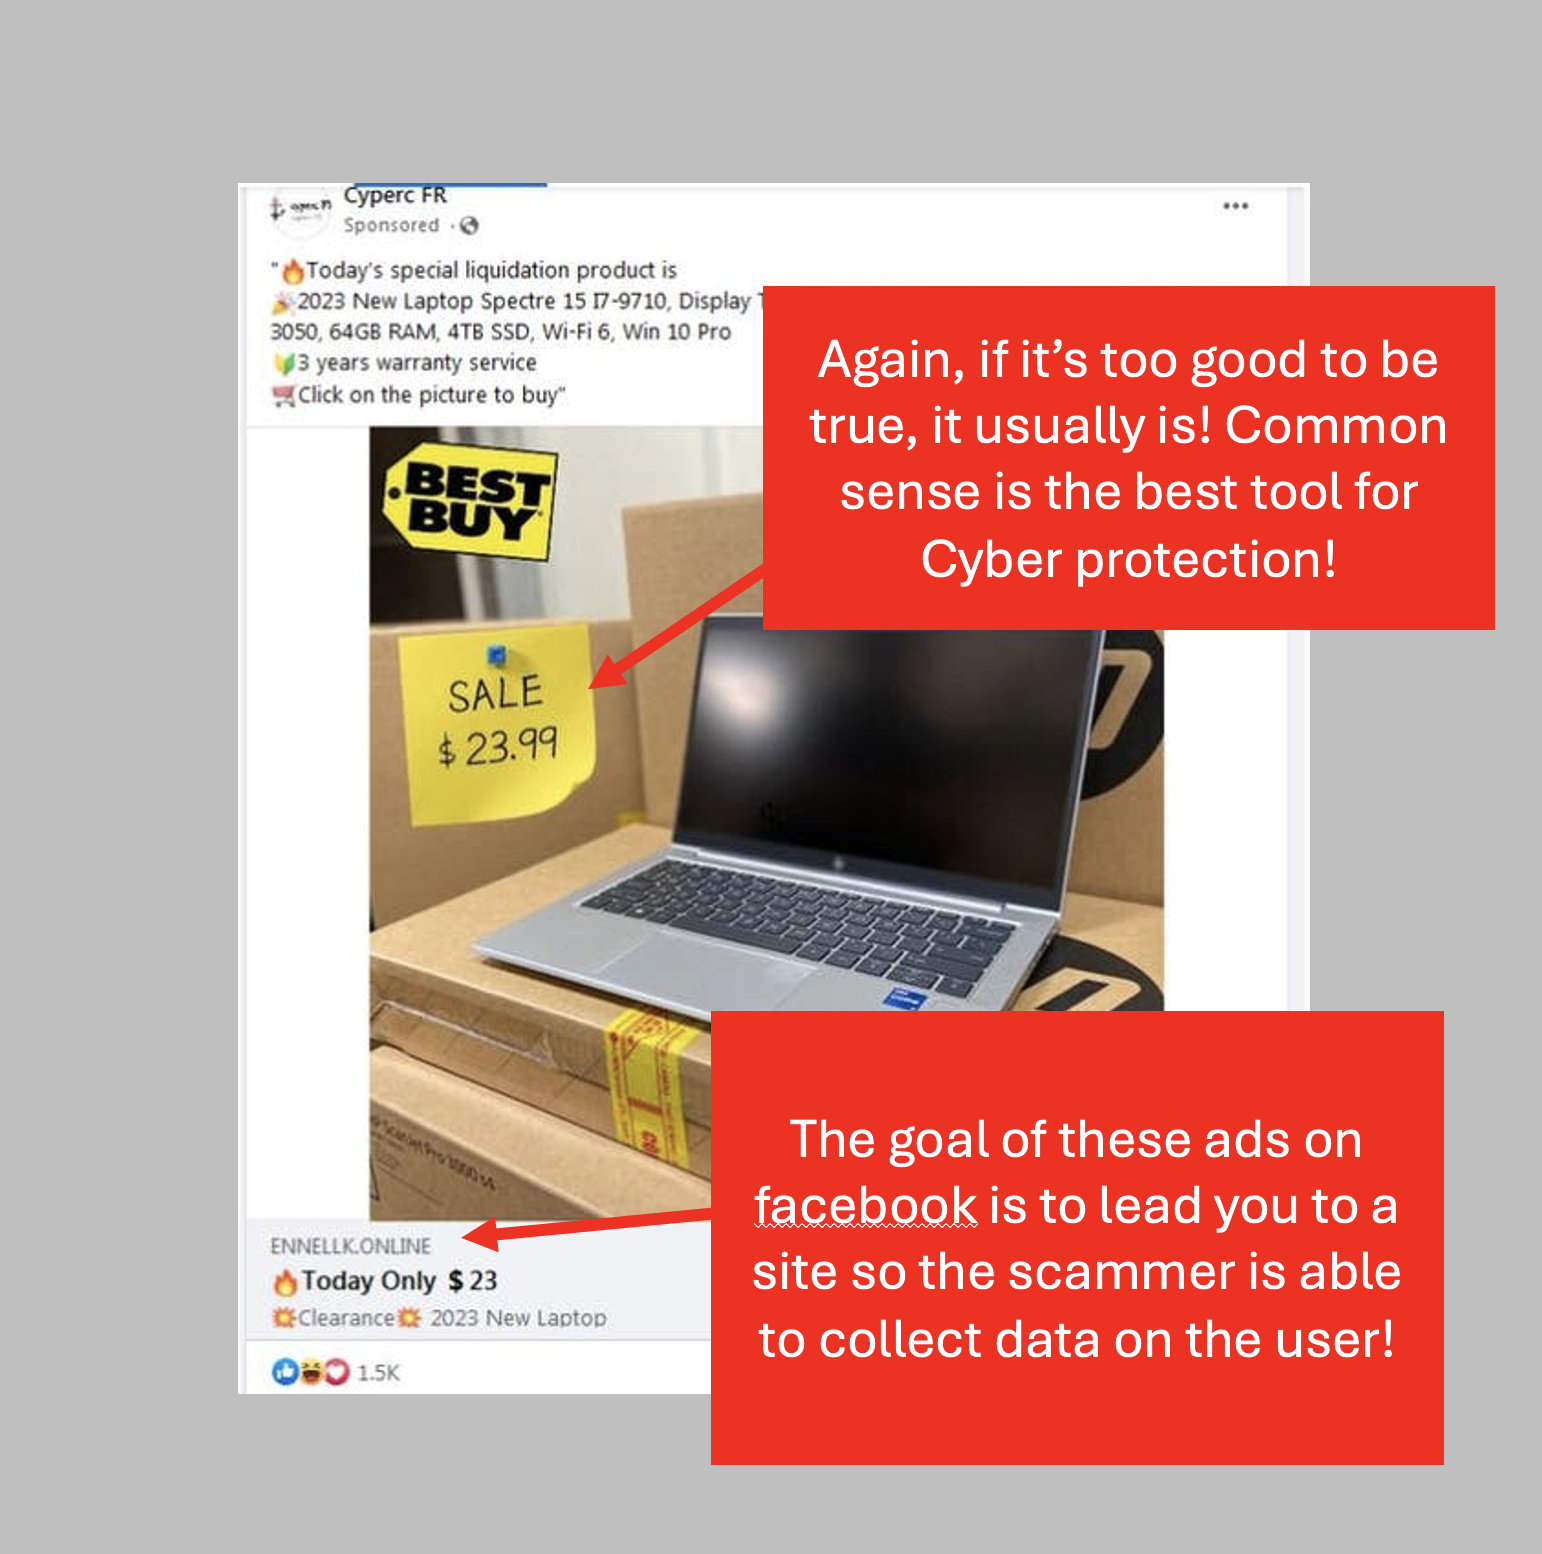 Cyperc FR
Sponsored ·
"🔥Today's special liquidation product is
🎉2023 New Laptop Spectre 15 I7-9710, Display
3050, 64GB RAM, 4TB SSD, Wi-Fi 6, Win 10 Pro
🔰3 years warranty service
🛒Click on the picture to buy"
Again, if it's too good to be
true, it usually is! Common
sense is the best tool for
Cyber protection!
BEST
BUY
SALE
$ 23.99
The goal of these ads on
facebook is to lead you to a
site so the scammer is able
to collect data on the user!
ENNELLK.ONLINE
🔥Today Only $ 23
💥Clearance💥 2023 New Laptop
1.5K